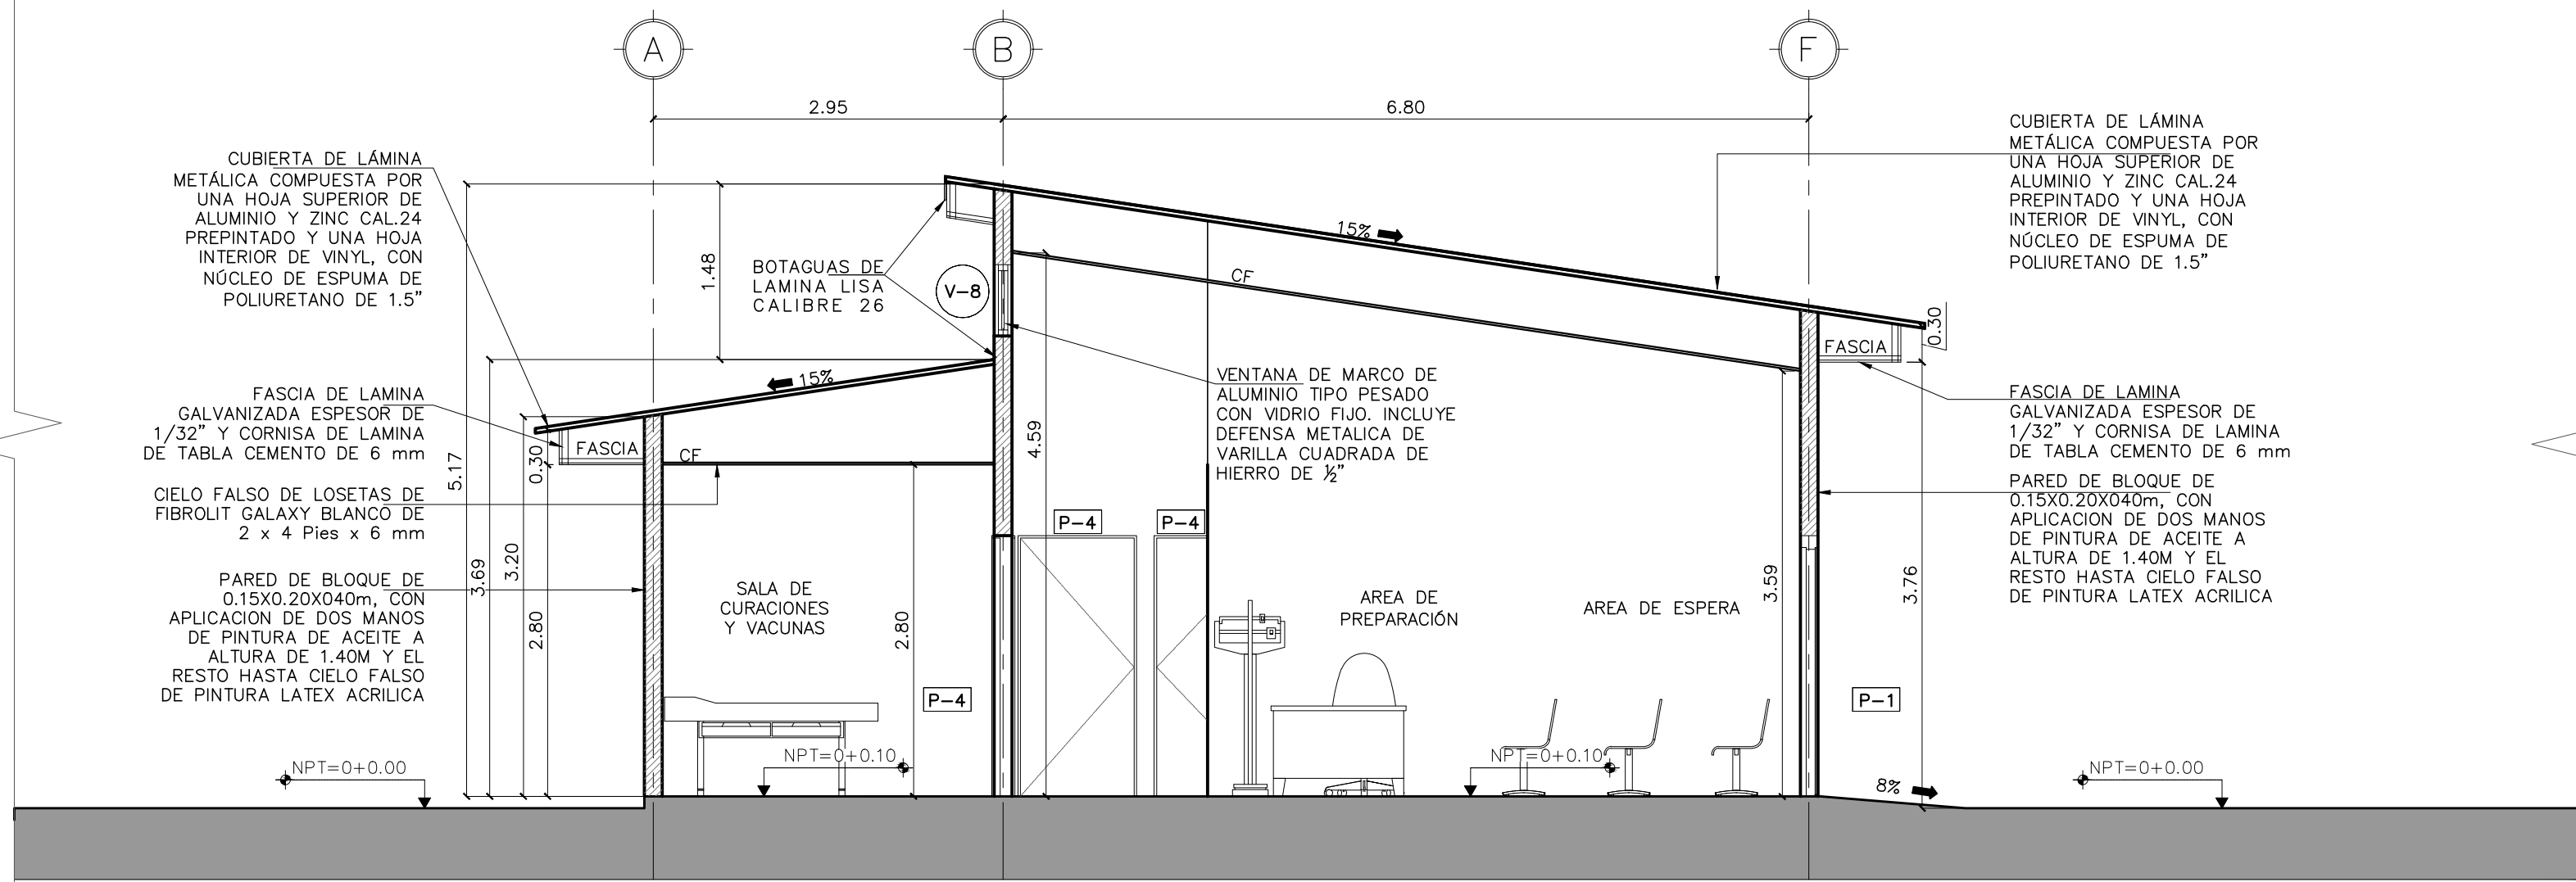 A
B
F
2.95
6.80
CUBIERTA DE LÁMINA
METÁLICA COMPUESTA POR
UNA HOJA SUPERIOR DE
ALUMINIO Y ZINC CAL.24
PREPINTADO Y UNA HOJA
INTERIOR DE VINYL, CON
NÚCLEO DE ESPUMA DE
POLIURETANO DE 1.5”
CUBIERTA DE LÁMINA
METÁLICA COMPUESTA POR
UNA HOJA SUPERIOR DE
ALUMINIO Y ZINC CAL.24
PREPINTADO Y UNA HOJA
INTERIOR DE VINYL, CON
NÚCLEO DE ESPUMA DE
POLIURETANO DE 1.5”
15%
CF
1.48
BOTAGUAS DE
LAMINA LISA
CALIBRE 26
V-8
0.30
FASCIA
15%
VENTANA DE MARCO DE
ALUMINIO TIPO PESADO
CON VIDRIO FIJO. INCLUYE
DEFENSA METALICA DE
VARILLA CUADRADA DE
HIERRO DE ½”
FASCIA DE LAMINA
GALVANIZADA ESPESOR DE
1/32” Y CORNISA DE LAMINA
DE TABLA CEMENTO DE 6 mm
FASCIA DE LAMINA
GALVANIZADA ESPESOR DE
1/32” Y CORNISA DE LAMINA
DE TABLA CEMENTO DE 6 mm
FASCIA
CF
5.17
0.30
4.59
CIELO FALSO DE LOSETAS DE
FIBROLIT GALAXY BLANCO DE
2 x 4 Pies x 6 mm
PARED DE BLOQUE DE
0.15X0.20X040m, CON
APLICACION DE DOS MANOS
DE PINTURA DE ACEITE A
ALTURA DE 1.40M Y EL
RESTO HASTA CIELO FALSO
DE PINTURA LATEX ACRILICA
P-4
P-4
3.69
3.20
2.80
PARED DE BLOQUE DE
0.15X0.20X040m, CON
APLICACION DE DOS MANOS
DE PINTURA DE ACEITE A
ALTURA DE 1.40M Y EL
RESTO HASTA CIELO FALSO
DE PINTURA LATEX ACRILICA
SALA DE
CURACIONES
Y VACUNAS
2.80
AREA DE
PREPARACIÓN
AREA DE ESPERA
3.59
3.76
P-4
P-1
NPT=0+0.00
NPT=0+0.10
NPT=0+0.10
8%
NPT=0+0.00